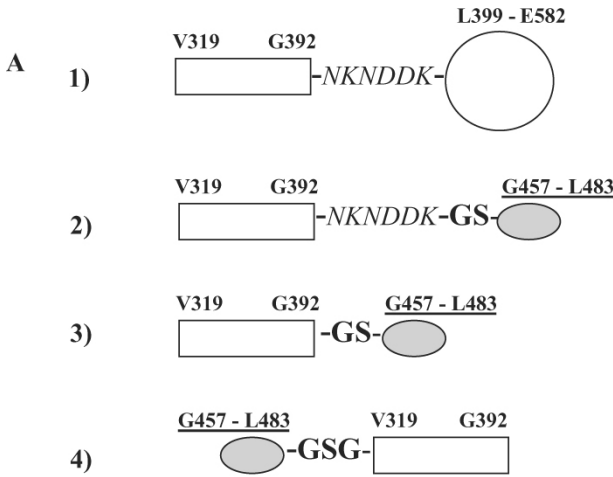 A
1)
V319 G392
-NKNDDK-
L399 - E582
2)
V319 G392
-NKNDDK-GS-
G457 - L483
3)
V319 G392
-GS-
G457 - L483
4)
G457 - L483
-GSG-
V319 G392